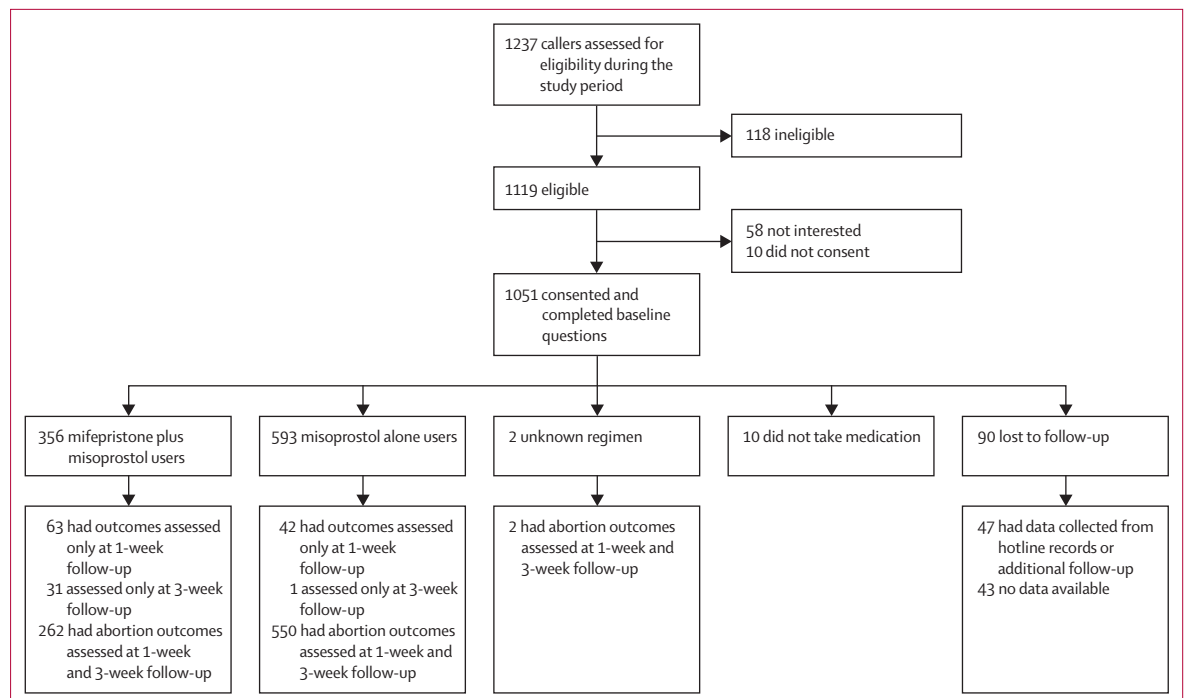 1237 callers assessed for
eligibility during the
study period
118 ineligible
1119 eligible
58 not interested
10 did not consent
1051 consented and
completed baseline
questions
356 mifepristone plus
misoprostol users
593 misoprostol alone users
2 unknown regimen
10 did not take medication
90 lost to follow-up
63 had outcomes assessed
only at 1-week
follow-up
31 assessed only at 3-week
follow-up
262 had abortion outcomes
assessed at 1-week
and 3-week follow-up
42 had outcomes assessed
only at 1-week
follow-up
1 assessed only at 3-week
follow-up
550 had abortion outcomes
assessed at 1-week and
3-week follow-up
2 had abortion outcomes
assessed at 1-week and
3-week follow-up
47 had data collected from
hotline records or
additional follow-up
43 no data available